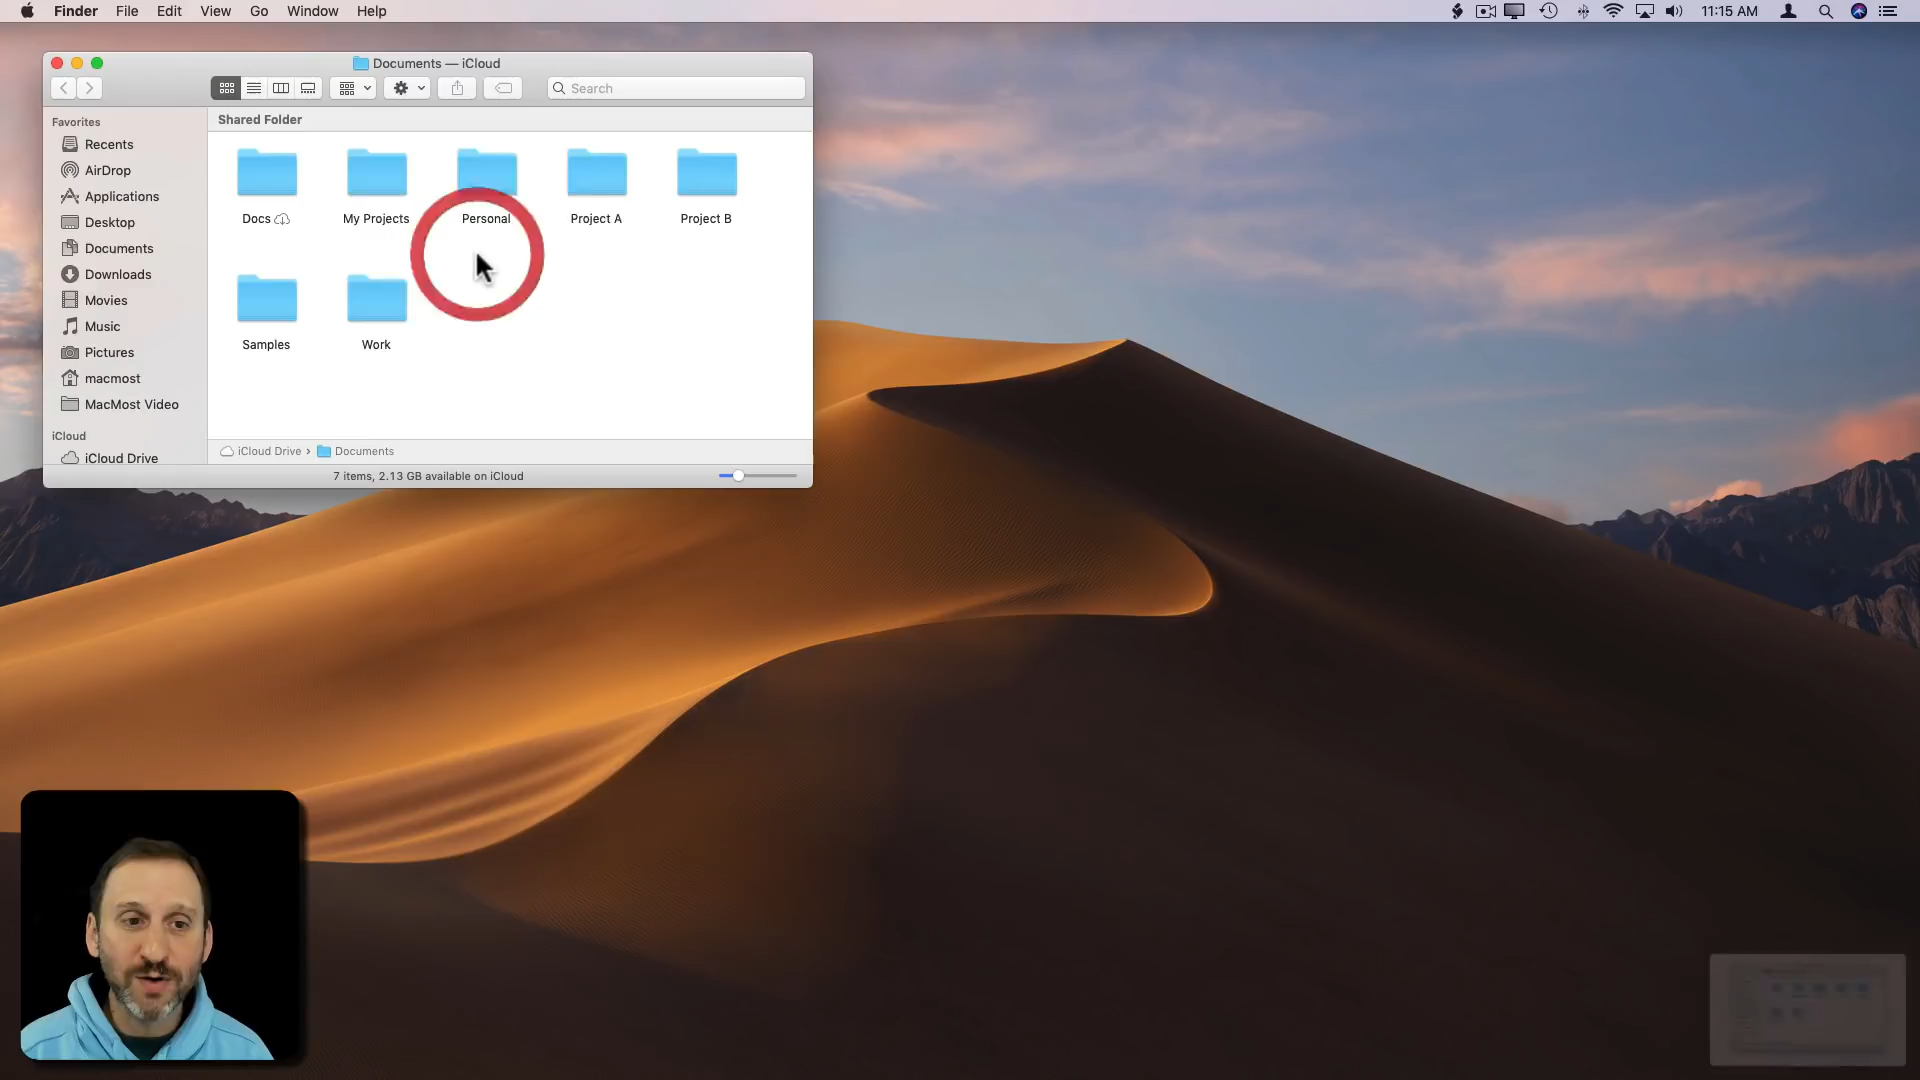 Finder File Edit View Go Window Help 11:15 AM
Documents — iCloud
Search
Favorites
Recents
AirDrop
Applications
Desktop
Documents
Downloads
Movies
Music
Pictures
macmost
MacMost Video
iCloud
iCloud Drive
Shared Folder
Docs My Projects Personal Project A Project B
Samples Work
iCloud Drive › Documents
7 items, 2.13 GB available on iCloud